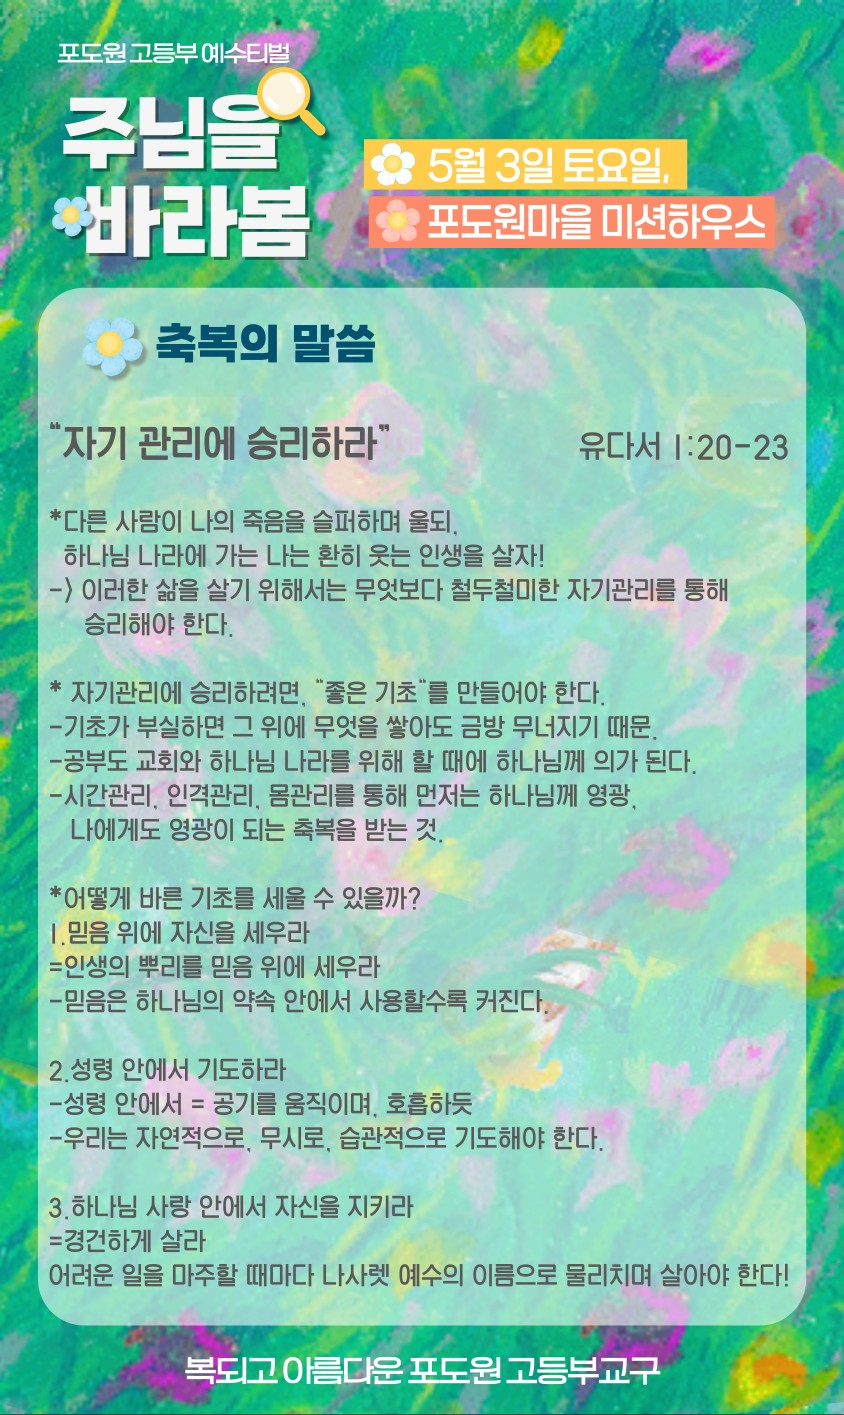 포도원 고등부 예수티벌
주님을
바라봄
5월 3일 토요일,
포도원마을 미션하우스
축복의 말씀
"자기 관리에 승리하라" 유다서 1:20-23
*다른 사람이 나의 죽음을 슬퍼하며 울되,
하나님 나라에 가는 나는 환히 웃는 인생을 살자!
-> 이러한 삶을 살기 위해서는 무엇보다 철두철미한 자기관리를 통해
승리해야 한다.
* 자기관리에 승리하려면, "좋은 기초"를 만들어야 한다.
-기초가 부실하면 그 위에 무엇을 쌓아도 금방 무너지기 때문.
-공부도 교회와 하나님 나라를 위해 할 때에 하나님께 의가 된다.
-시간관리, 인격관리, 몸관리를 통해 먼저는 하나님께 영광,
나에게도 영광이 되는 축복을 받는 것.
*어떻게 바른 기초를 세울 수 있을까?
1.믿음 위에 자신을 세우라
=인생의 뿌리를 믿음 위에 세우라
-믿음은 하나님의 약속 안에서 사용할수록 커진다.
2.성령 안에서 기도하라
-성령 안에서 = 공기를 움직이며, 호흡하듯
-우리는 자연적으로, 무시로, 습관적으로 기도해야 한다.
3.하나님 사랑 안에서 자신을 지키라
=경건하게 살라
어려운 일을 마주할 때마다 나사렛 예수의 이름으로 물리치며 살아야 한다!
복되고 아름다운 포도원 고등부교구